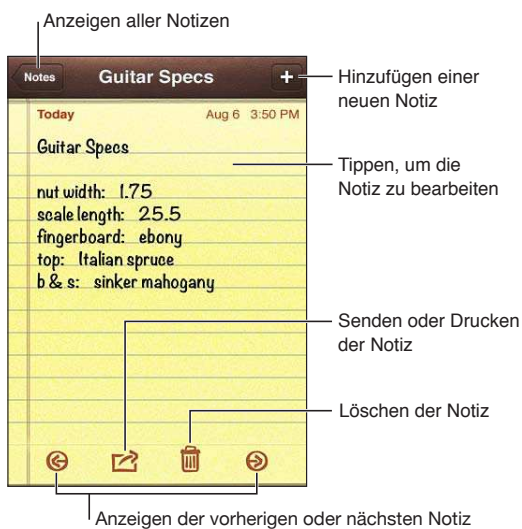 Anzeigen aller Notizen
Notes
Guitar Specs
+
Hinzufügen einer
neuen Notiz
Today
Aug 6 3:50 PM
Guitar Specs
Tippen, um die
Notiz zu bearbeiten
nut width: 1.75
scale length: 25.5
fingerboard: ebony
top: Italian spruce
b & s: sinker mahogany
Senden oder Drucken
der Notiz
Löschen der Notiz
Anzeigen der vorherigen oder nächsten Notiz